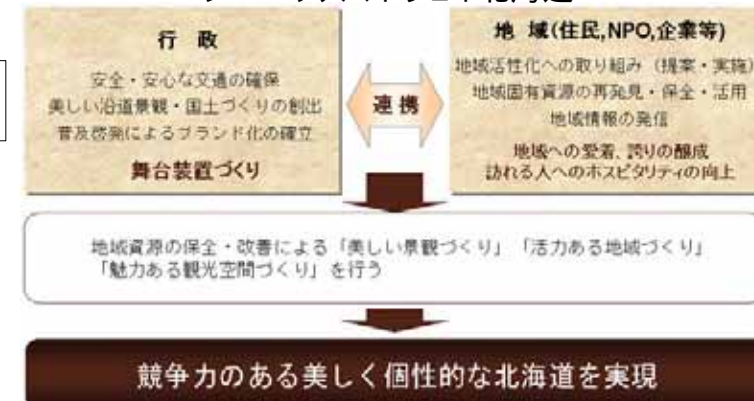 行 政
安全・安心な交通の確保
美しい沿道景観・国土づくりの創出
普及啓発によるブランド化の確立
舞台装置づくり
連携
地 域(住民,NPO,企業等)
地域活性化への取り組み（提案・実施）
地域固有資源の再発見・保全・活用
地域情報の発信
地域への愛着、誇りの醸成
訪れる人へのホスピタリティの向上
地域資源の保全・改善による「美しい景観づくり」「活力ある地域づくり」
「魅力ある観光空間づくり」を行う
競争力のある美しく個性的な北海道を実現